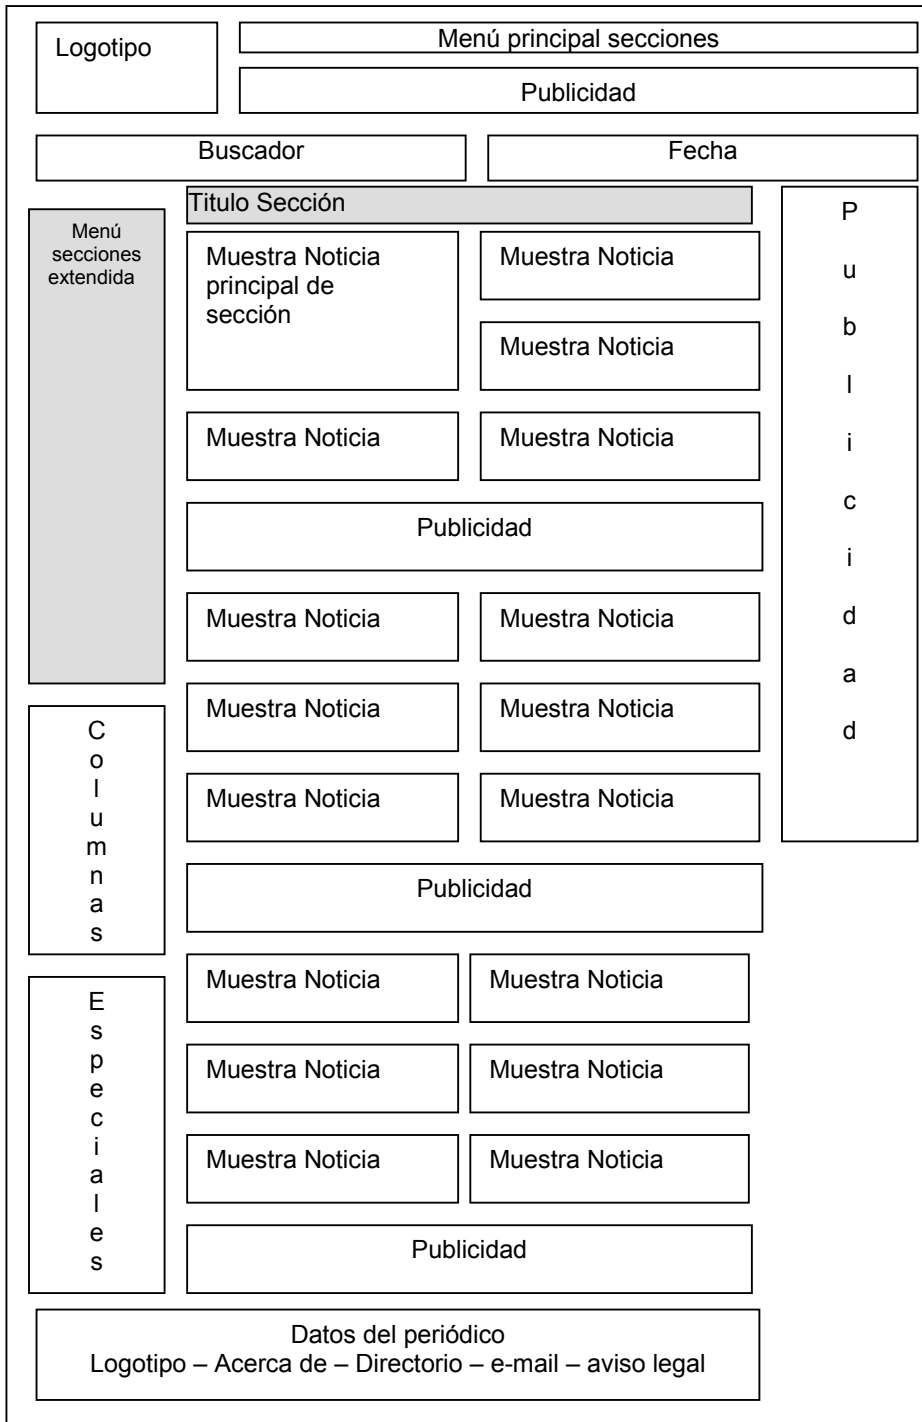 Logotipo
Menú principal secciones
Publicidad
Buscador
Fecha
Menú
secciones
extendida
Titulo Sección
Muestra Noticia
principal de
sección
Muestra Noticia
Muestra Noticia
Muestra Noticia
Muestra Noticia
Publicidad
Muestra Noticia
Muestra Noticia
Muestra Noticia
Muestra Noticia
Muestra Noticia
Muestra Noticia
Publicidad
Muestra Noticia
Muestra Noticia
Muestra Noticia
Muestra Noticia
Muestra Noticia
Muestra Noticia
Publicidad
Publicidad
Columnas
Especiales
Datos del periódico
Logotipo – Acerca de – Directorio – e-mail – aviso legal